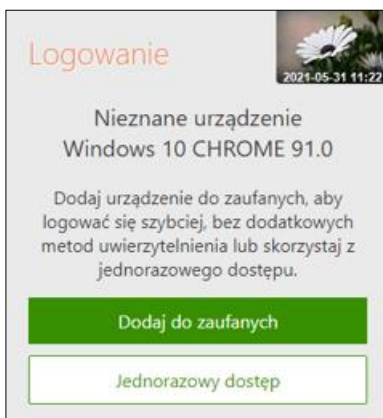 Logowanie
2021-05-31 11:22
Nieznane urządzenie
Windows 10 CHROME 91.0
Dodaj urządzenie do zaufanych, aby
logować się szybciej, bez dodatkowych
metod uwierzytelnienia lub skorzystaj z
jednorazowego dostępu.
Dodaj do zaufanych
Jednorazowy dostęp